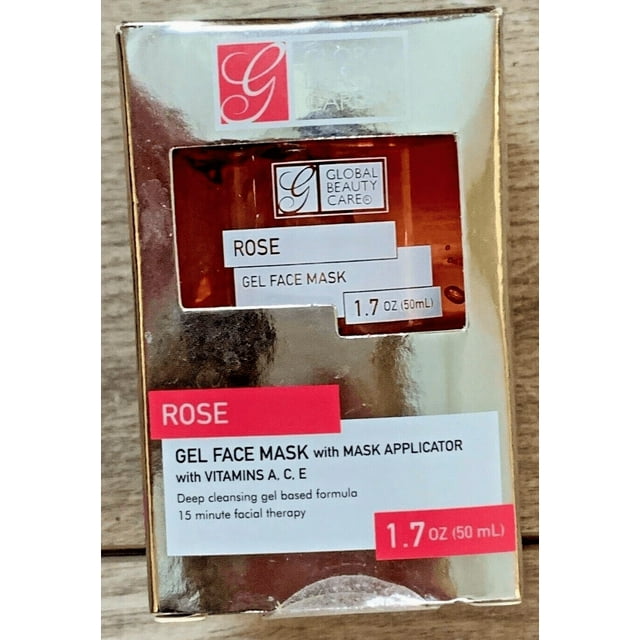 G
CARE
G GLOBAL
BEAUTY
CARE®
ROSE
GEL FACE MASK
1.7 OZ (50mL)
ROSE
GEL FACE MASK with MASK APPLICATOR
with VITAMINS A, C, E
Deep cleansing gel based formula
15 minute facial therapy
1.7 OZ (50 mL)